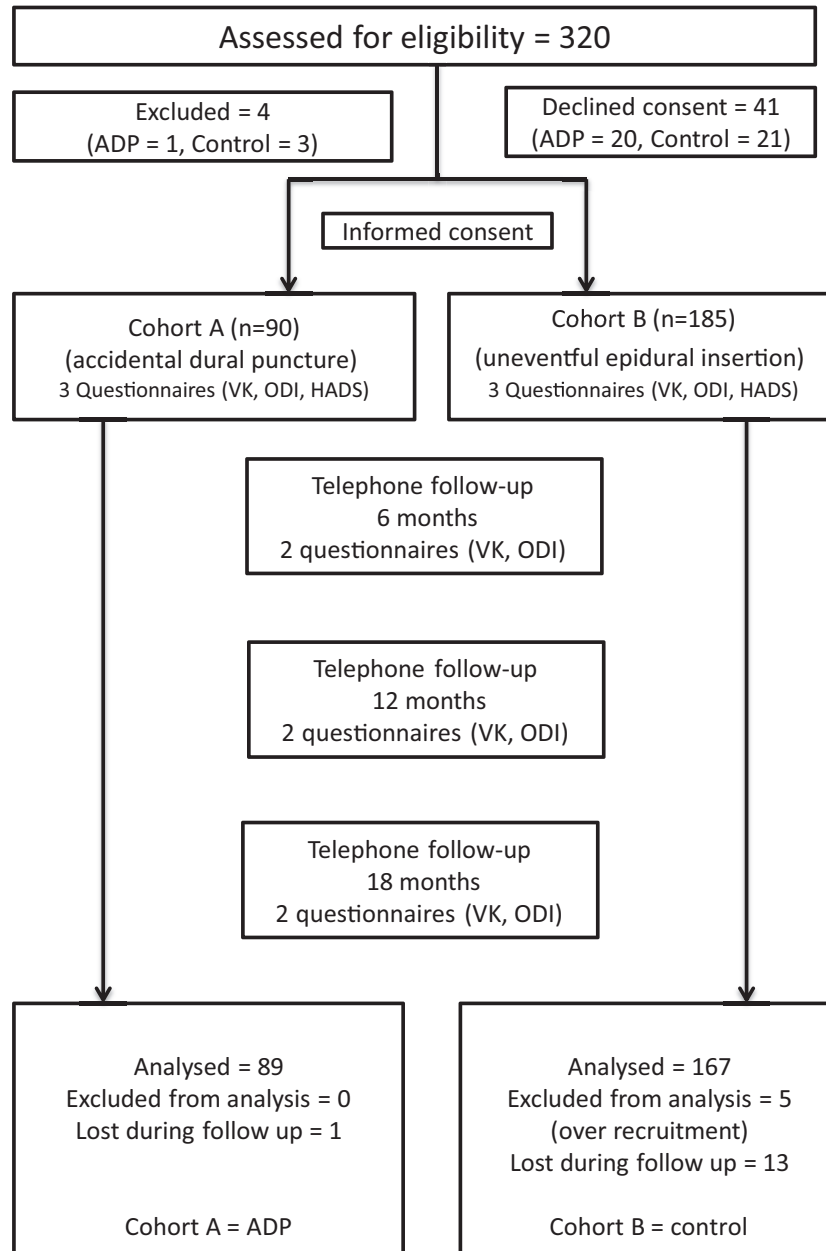 Assessed for eligibility = 320
Excluded = 4
(ADP = 1, Control = 3)
Declined consent = 41
(ADP = 20, Control = 21)
Informed consent
Cohort A (n=90)
(accidental dural puncture)
3 Questionnaires (VK, ODI, HADS)
Cohort B (n=185)
(uneventful epidural insertion)
3 Questionnaires (VK, ODI, HADS)
Telephone follow-up
6 months
2 questionnaires (VK, ODI)
Telephone follow-up
12 months
2 questionnaires (VK, ODI)
Telephone follow-up
18 months
2 questionnaires (VK, ODI)
Analysed = 89
Excluded from analysis = 0
Lost during follow up = 1
Cohort A = ADP
Analysed = 167
Excluded from analysis = 5
(over recruitment)
Lost during follow up = 13
Cohort B = control